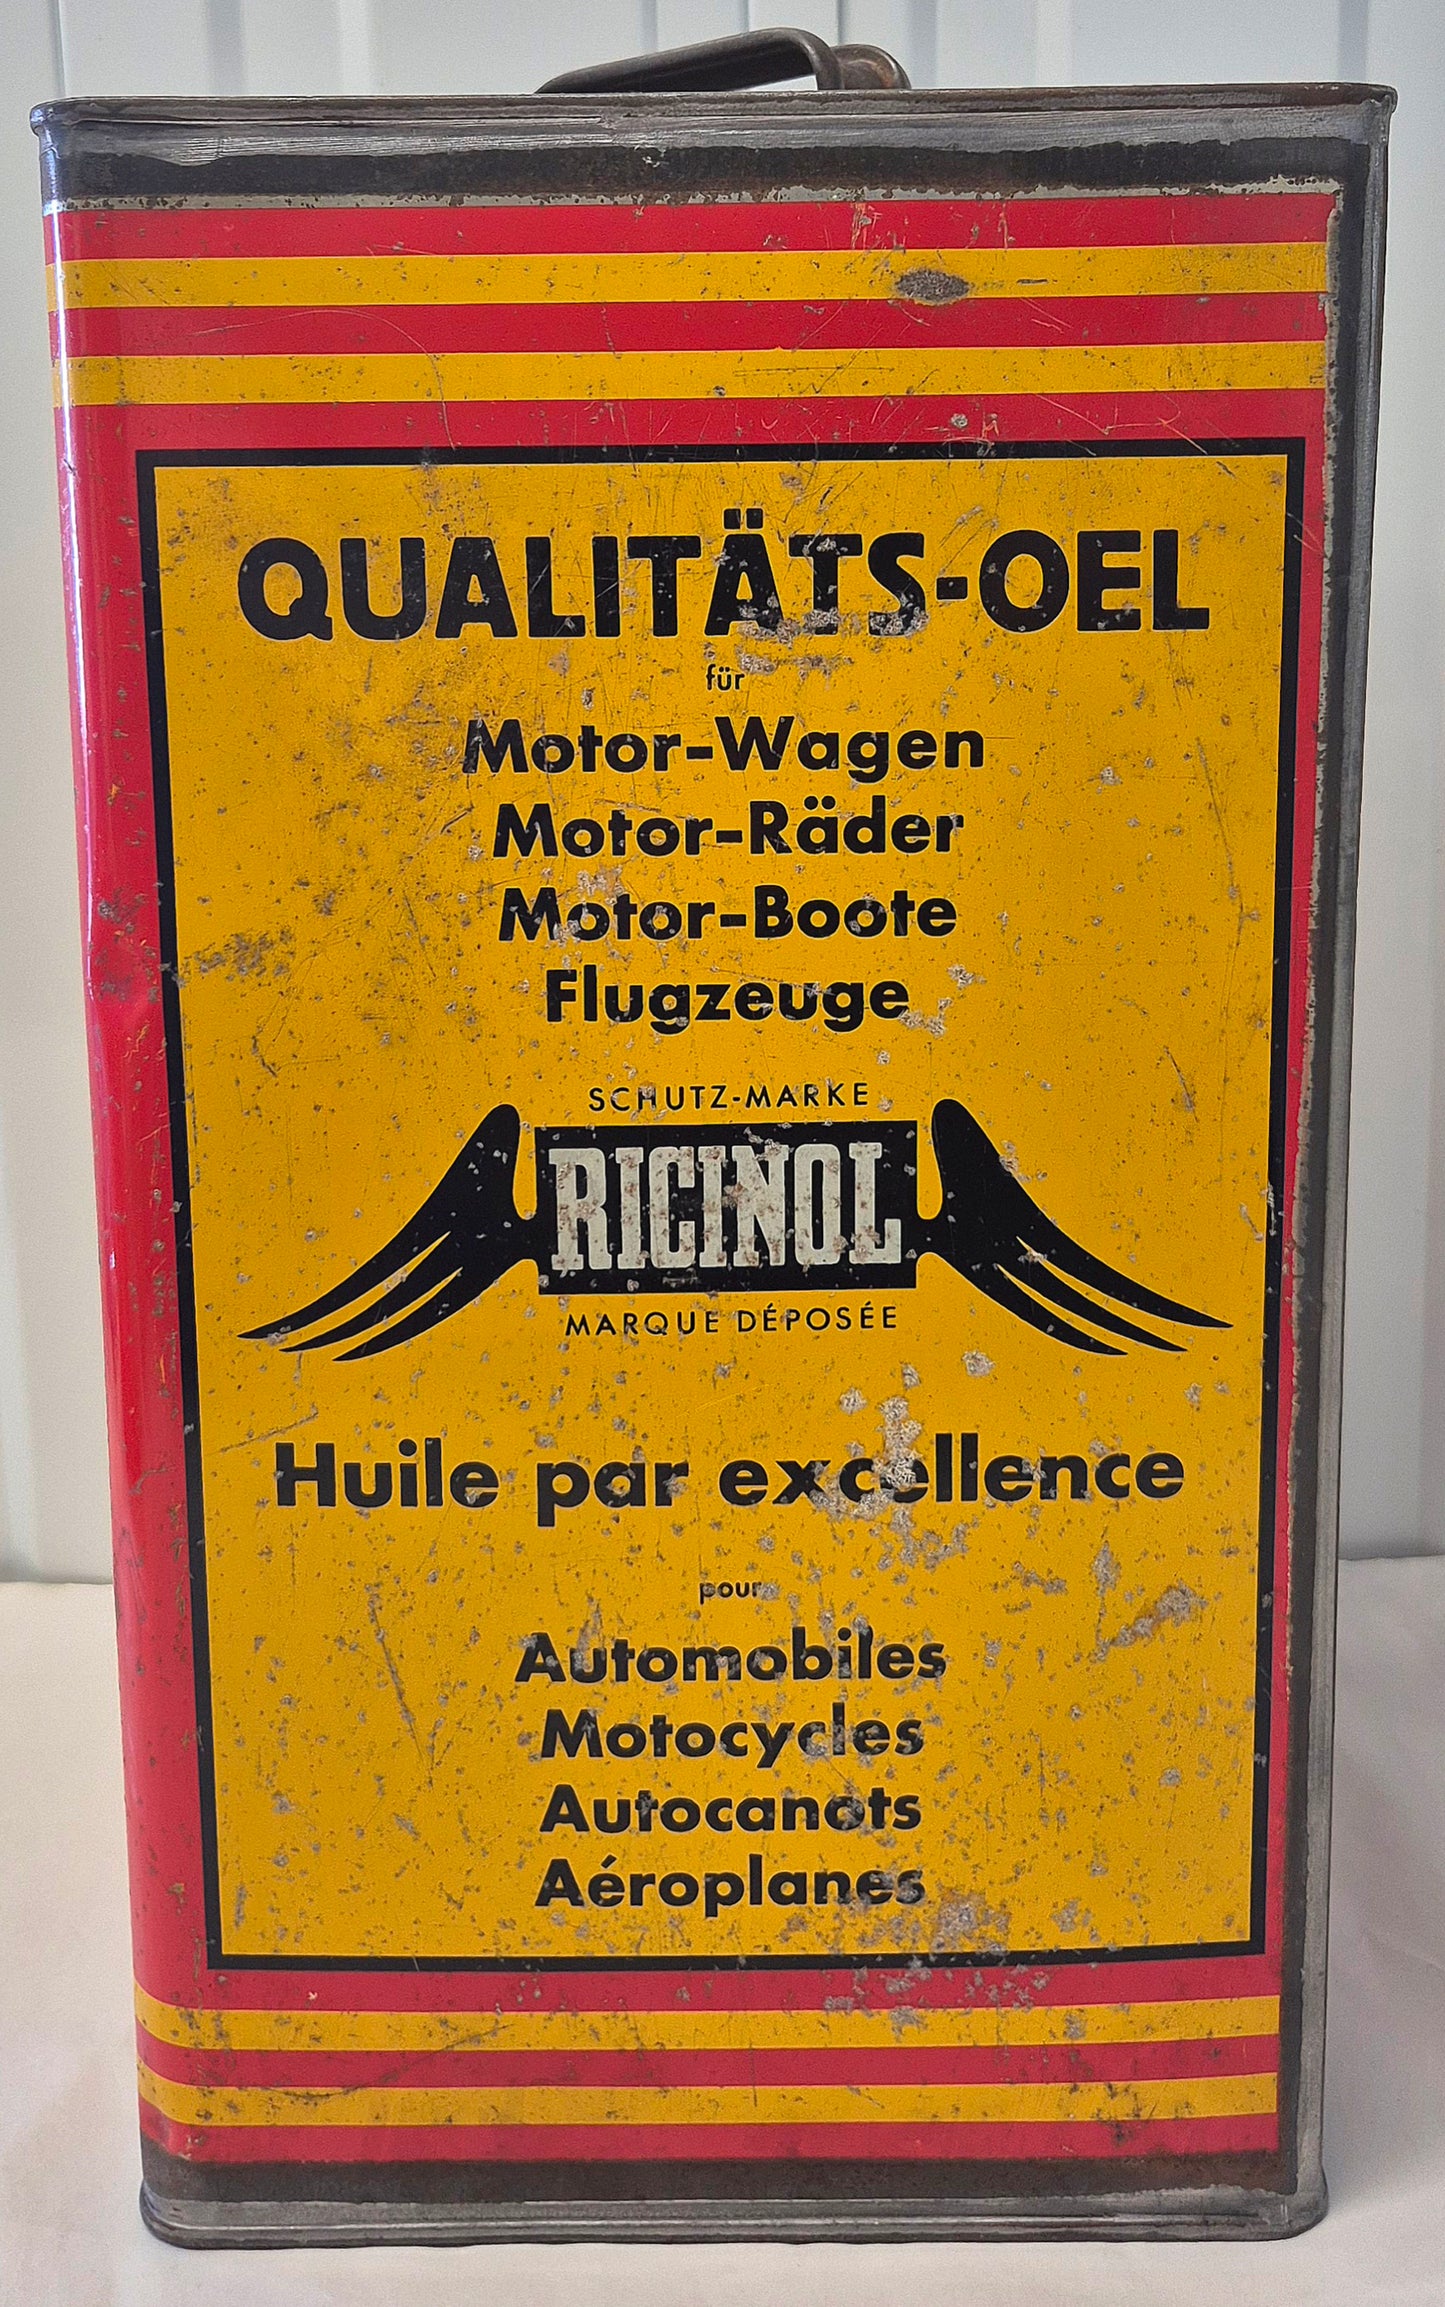 QUALITÄTS-OEL
für
Motor-Wagen
Motor-Räder
Motor-Boote
Flugzeuge
SCHUTZ-MARKE
RICINOL
MARQUE DÉPOSÉE
Huile par excellence
pour
Automobiles
Motocycles
Autocanots
Aéroplanes